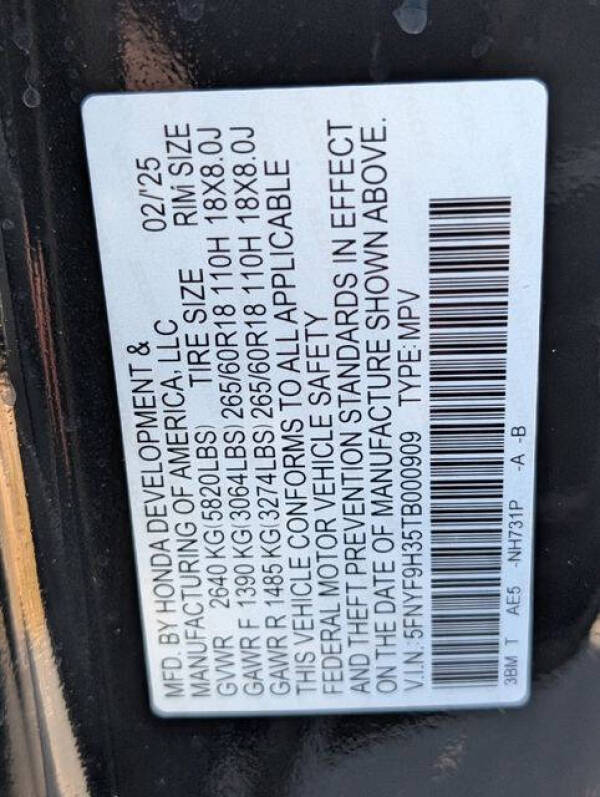 MFD. BY HONDA DEVELOPMENT & 02/'25
MANUFACTURING OF AMERICA, LLC
TIRE SIZE RIM SIZE
GVWR 2640 KG(5820LBS)
GAWR F 1390 KG(3064LBS) 265/60R18 110H 18X8.0J
GAWR R 1485 KG(3274LBS) 265/60R18 110H 18X8.0J
THIS VEHICLE CONFORMS TO ALL APPLICABLE
FEDERAL MOTOR VEHICLE SAFETY
AND THEFT PREVENTION STANDARDS IN EFFECT
ON THE DATE OF MANUFACTURE SHOWN ABOVE.
V.I.N.: 5FNYF9H35TB000909 TYPE:MPV
3BM T AE5 -NH731P -A -B